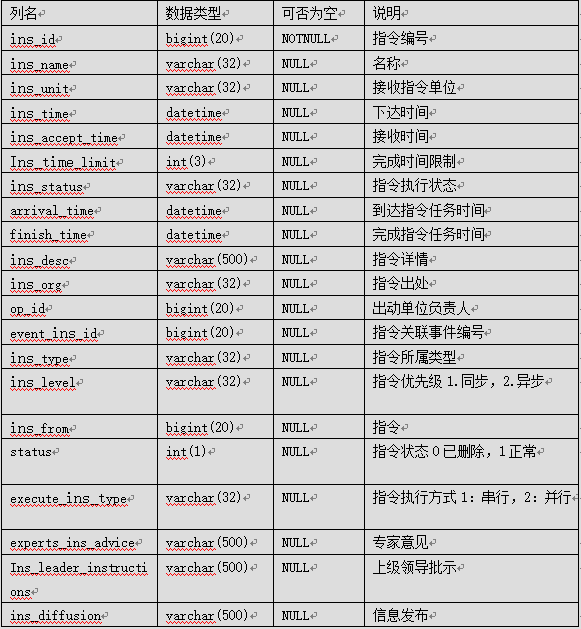 列名 数据类型 可否为空 说明
ins_id bigint(20) NOTNULL 指令编号
ins_name varchar(32) NULL 名称
ins_unit varchar(32) NULL 接收指令单位
ins_time datetime NULL 下达时间
ins_accept_time datetime NULL 接收时间
Ins_time_limit int(3) NULL 完成时间限制
ins_status varchar(32) NULL 指令执行状态
arrival_time datetime NULL 到达指令任务时间
finish_time datetime NULL 完成指令任务时间
ins_desc varchar(500) NULL 指令详情
ins_org varchar(32) NULL 指令出处
op_id bigint(20) NULL 出动单位负责人
event_ins_id bigint(20) NULL 指令关联事件编号
ins_type varchar(32) NULL 指令所属类型
ins_level varchar(32) NULL 指令优先级 1.同步，2.异步
ins_from bigint(20) NULL 指令
status int(1) NULL 指令状态 0 已删除，1 正常
execute_ins_type varchar(32) NULL 指令执行方式 1：串行，2：并行
experts_ins_advice varchar(500) NULL 专家意见
Ins_leader_instructi varchar(500) NULL 上级领导批示
ons
ins_diffusion varchar(500) NULL 信息发布